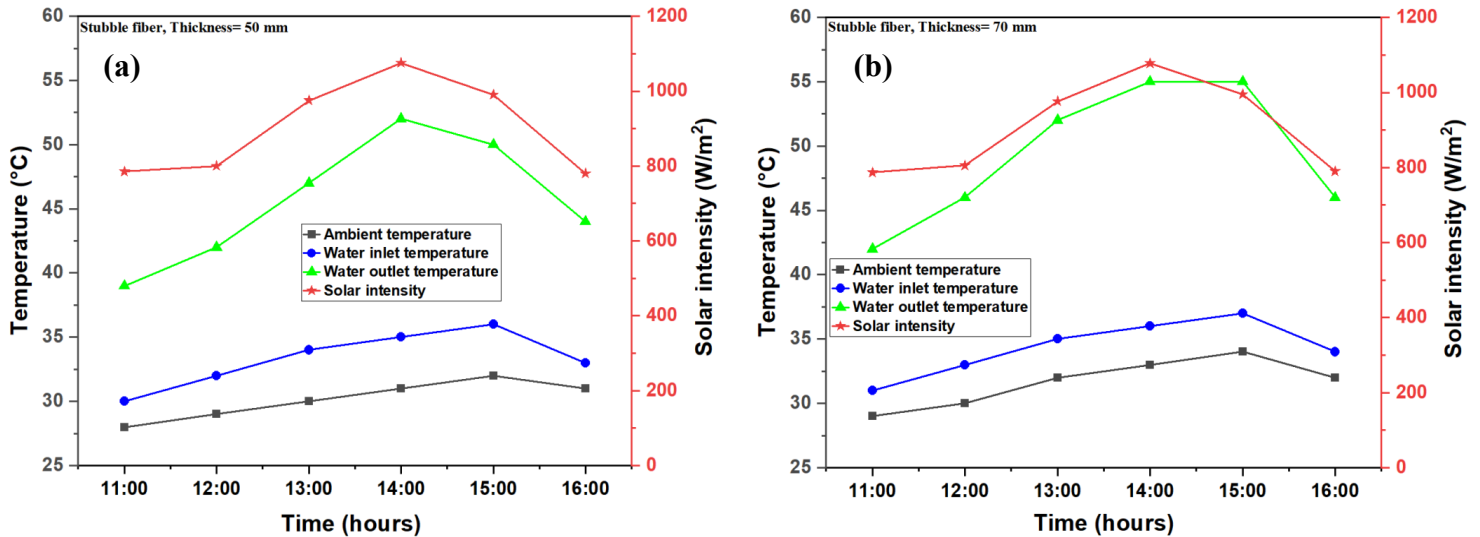 Stubble fiber, Thickness= 50 mm
(a)
60
55
50
45
40
35
30
25
Temperature (°C)
1200
1000
800
600
400
200
0
Solar intensity (W/m²)
Ambient temperature
Water inlet temperature
Water outlet temperature
Solar intensity
11:00 12:00 13:00 14:00 15:00 16:00
Time (hours)
Stubble fiber, Thickness= 70 mm
(b)
60
55
50
45
40
35
30
25
Temperature (°C)
1200
1000
800
600
400
200
0
Solar intensity (W/m²)
Ambient temperature
Water inlet temperature
Water outlet temperature
Solar intensity
11:00 12:00 13:00 14:00 15:00 16:00
Time (hours)